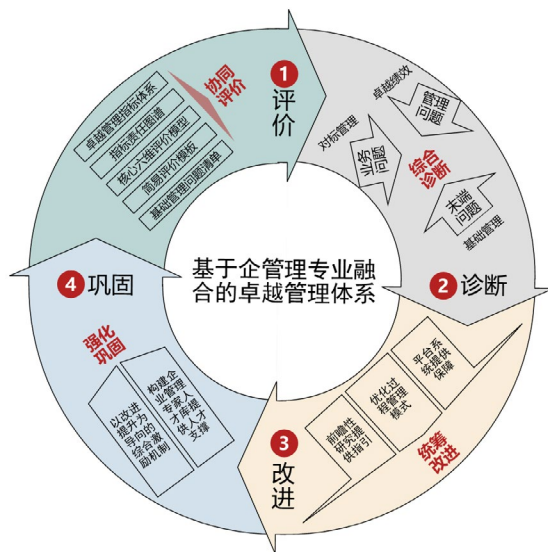 1
评
价
协同
评价
卓越管理指标体系
指标责任图谱
核心六维评价模型
简易评价模板
基础管理问题清单
卓越绩效
管理
问题
对标管理
业务
问题
综合
诊断
末端
问题
基础管理
2 诊断
基于企管理专业融
合的卓越管理体系
平台系
统提供
保障
优化过
程管理
模式
前瞻性
研究提
供指引
统筹
改进
3
改
进
4 巩固
强化
巩固
构建企
业管理
专家人
才库提
供人才
支撑
以改进
提升为
导向的
综合激
励机制